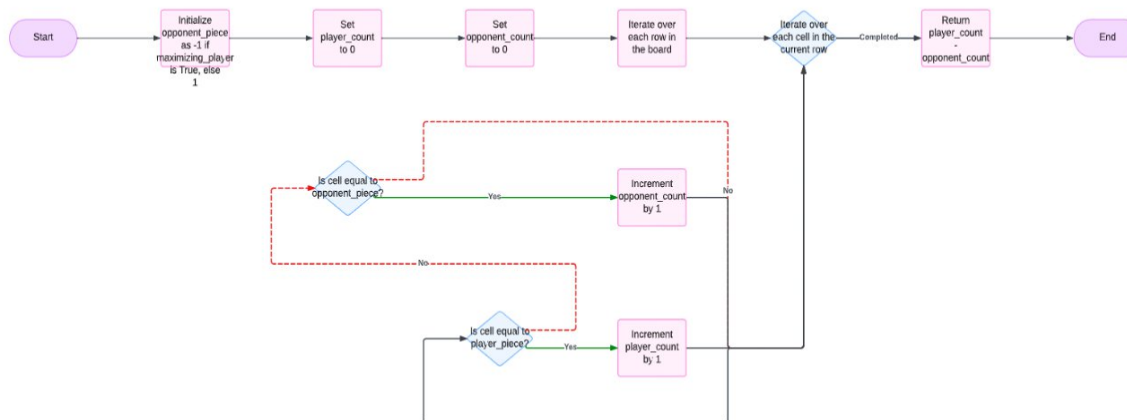 Start
Initialize
opponent_piece
as -1 if
maximizing_player
is True, else
1
Set
player_count
to 0
Set
opponent_count
to 0
Iterate over
each row in
the board
Iterate over
each cell in the
current row
Completed
Return
player_count
-
opponent_count
End
Is cell equal to
opponent_piece?
Yes
Increment
opponent_count
by 1
No
No
Is cell equal to
player_piece?
Yes
Increment
player_count
by 1